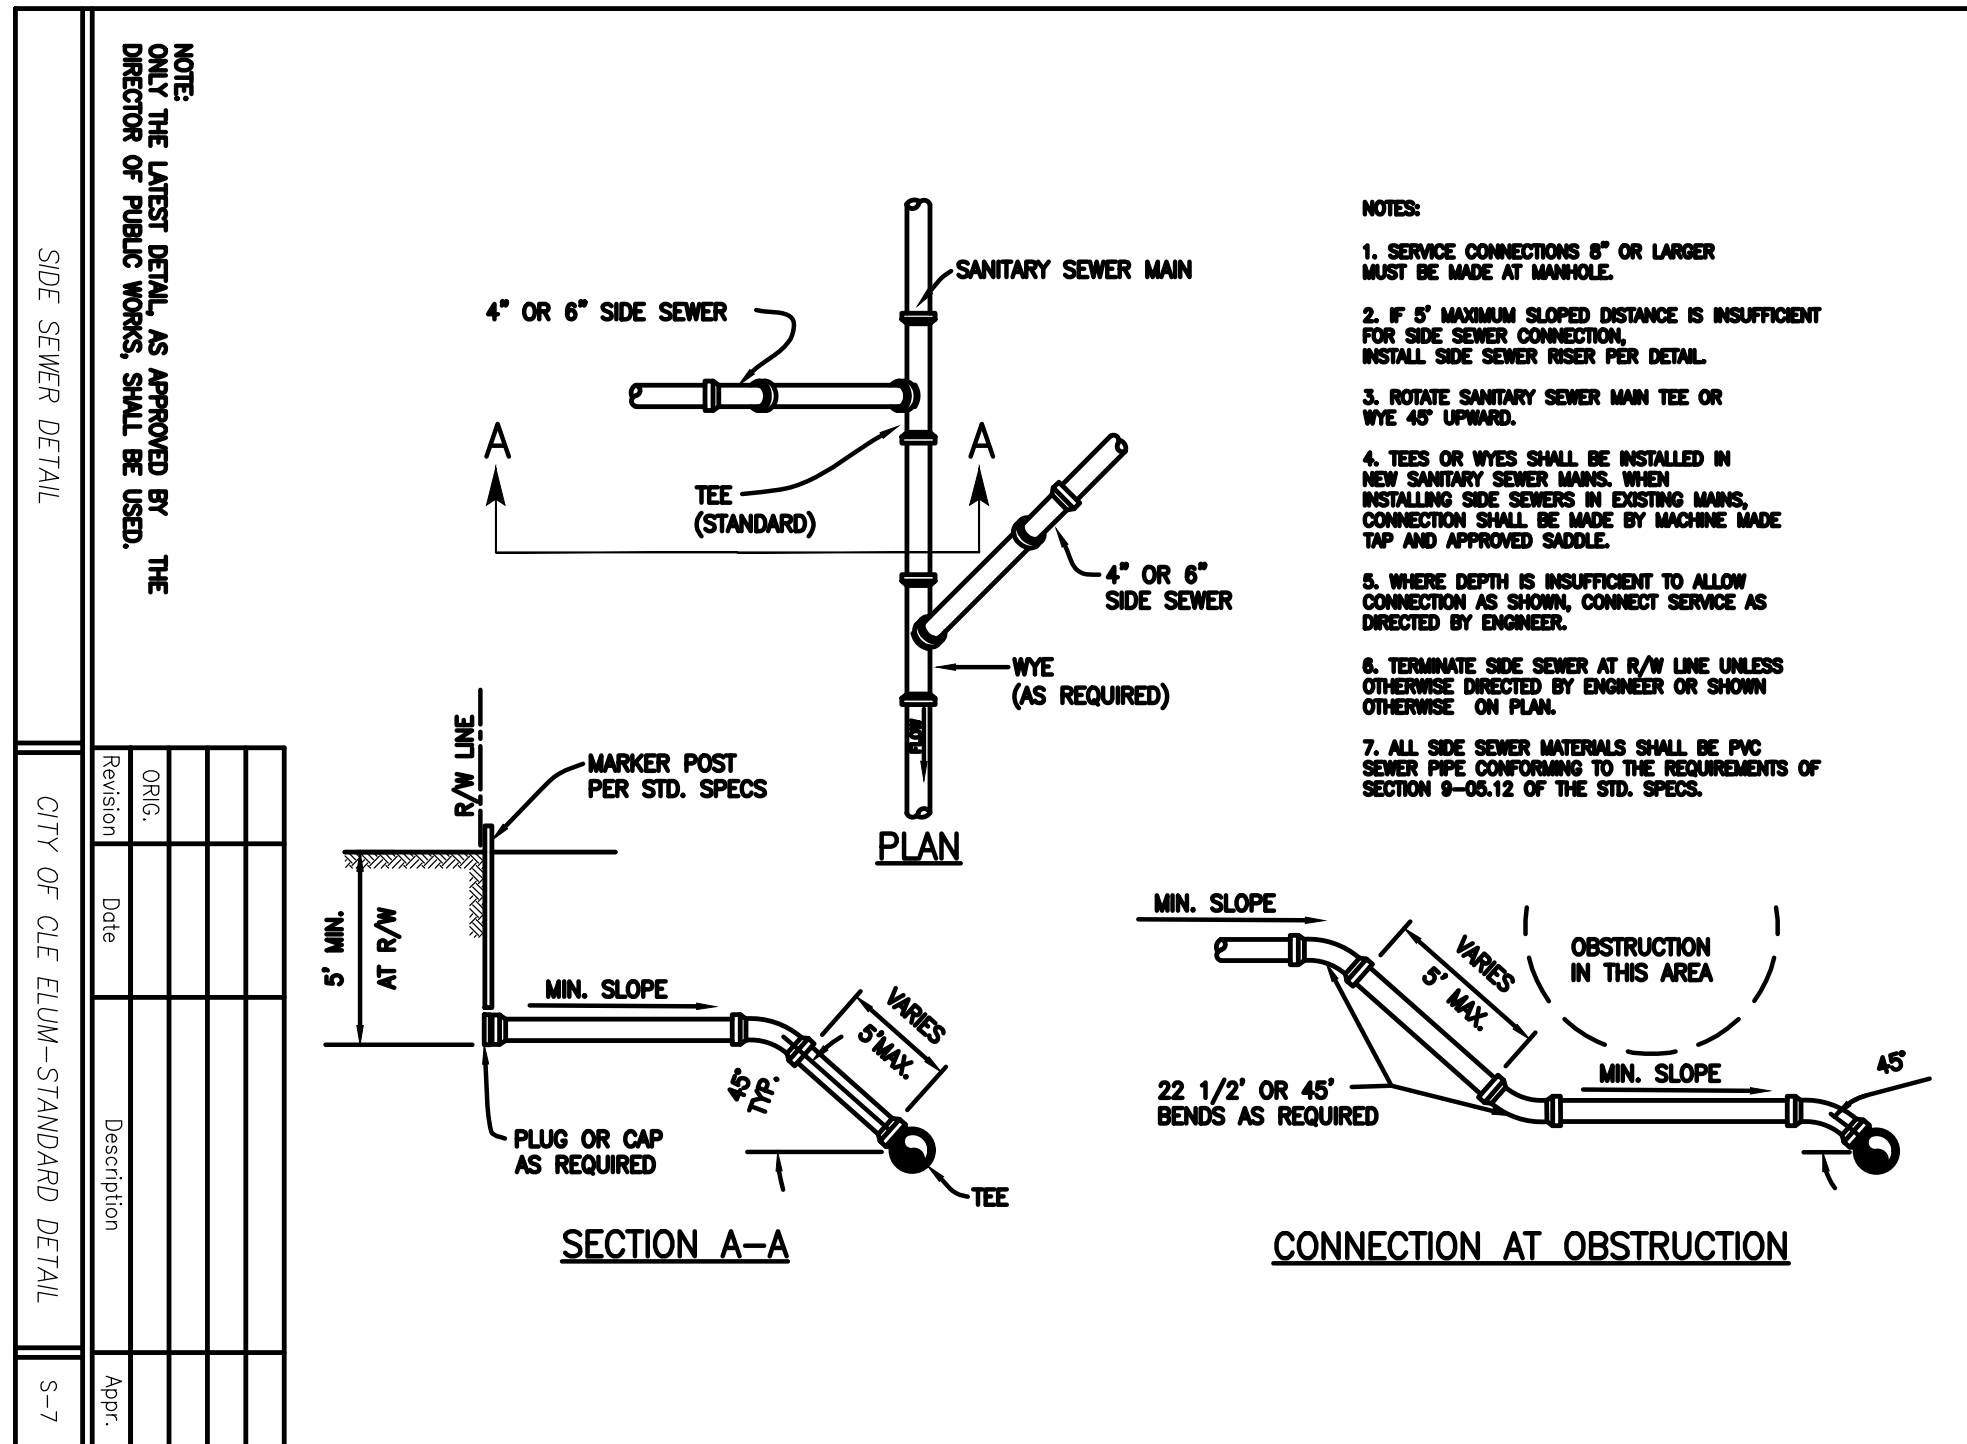 NOTE:
ONLY THE LATEST DETAIL, AS APPROVED BY THE
DIRECTOR OF PUBLIC WORKS, SHALL BE USED.
SIDE SEWER DETAIL
CITY OF CLE ELUM-STANDARD DETAIL
S-7
Revision Date Description Appr.
ORIG.
SANITARY SEWER MAIN
4" OR 6" SIDE SEWER
A A
TEE
(STANDARD)
4" OR 6"
SIDE SEWER
WYE
(AS REQUIRED)
FLOW
PLAN
NOTES:
1. SERVICE CONNECTIONS 8" OR LARGER
MUST BE MADE AT MANHOLE.
2. IF 5' MAXIMUM SLOPED DISTANCE IS INSUFFICIENT
FOR SIDE SEWER CONNECTION,
INSTALL SIDE SEWER RISER PER DETAIL.
3. ROTATE SANITARY SEWER MAIN TEE OR
WYE 45° UPWARD.
4. TEES OR WYES SHALL BE INSTALLED IN
NEW SANITARY SEWER MAINS. WHEN
INSTALLING SIDE SEWERS IN EXISTING MAINS,
CONNECTION SHALL BE MADE BY MACHINE MADE
TAP AND APPROVED SADDLE.
5. WHERE DEPTH IS INSUFFICIENT TO ALLOW
CONNECTION AS SHOWN, CONNECT SERVICE AS
DIRECTED BY ENGINEER.
6. TERMINATE SIDE SEWER AT R/W LINE UNLESS
OTHERWISE DIRECTED BY ENGINEER OR SHOWN
OTHERWISE ON PLAN.
7. ALL SIDE SEWER MATERIALS SHALL BE PVC
SEWER PIPE CONFORMING TO THE REQUIREMENTS OF
SECTION 9-05.12 OF THE STD. SPECS.
R/W LINE
MARKER POST
PER STD. SPECS
5' MIN.
AT R/W
MIN. SLOPE
VARIES
5'MAX.
45°
TYP.
PLUG OR CAP
AS REQUIRED
TEE
SECTION A-A
MIN. SLOPE
VARIES
5' MAX.
OBSTRUCTION
IN THIS AREA
MIN. SLOPE
45°
22 1/2' OR 45'
BENDS AS REQUIRED
CONNECTION AT OBSTRUCTION